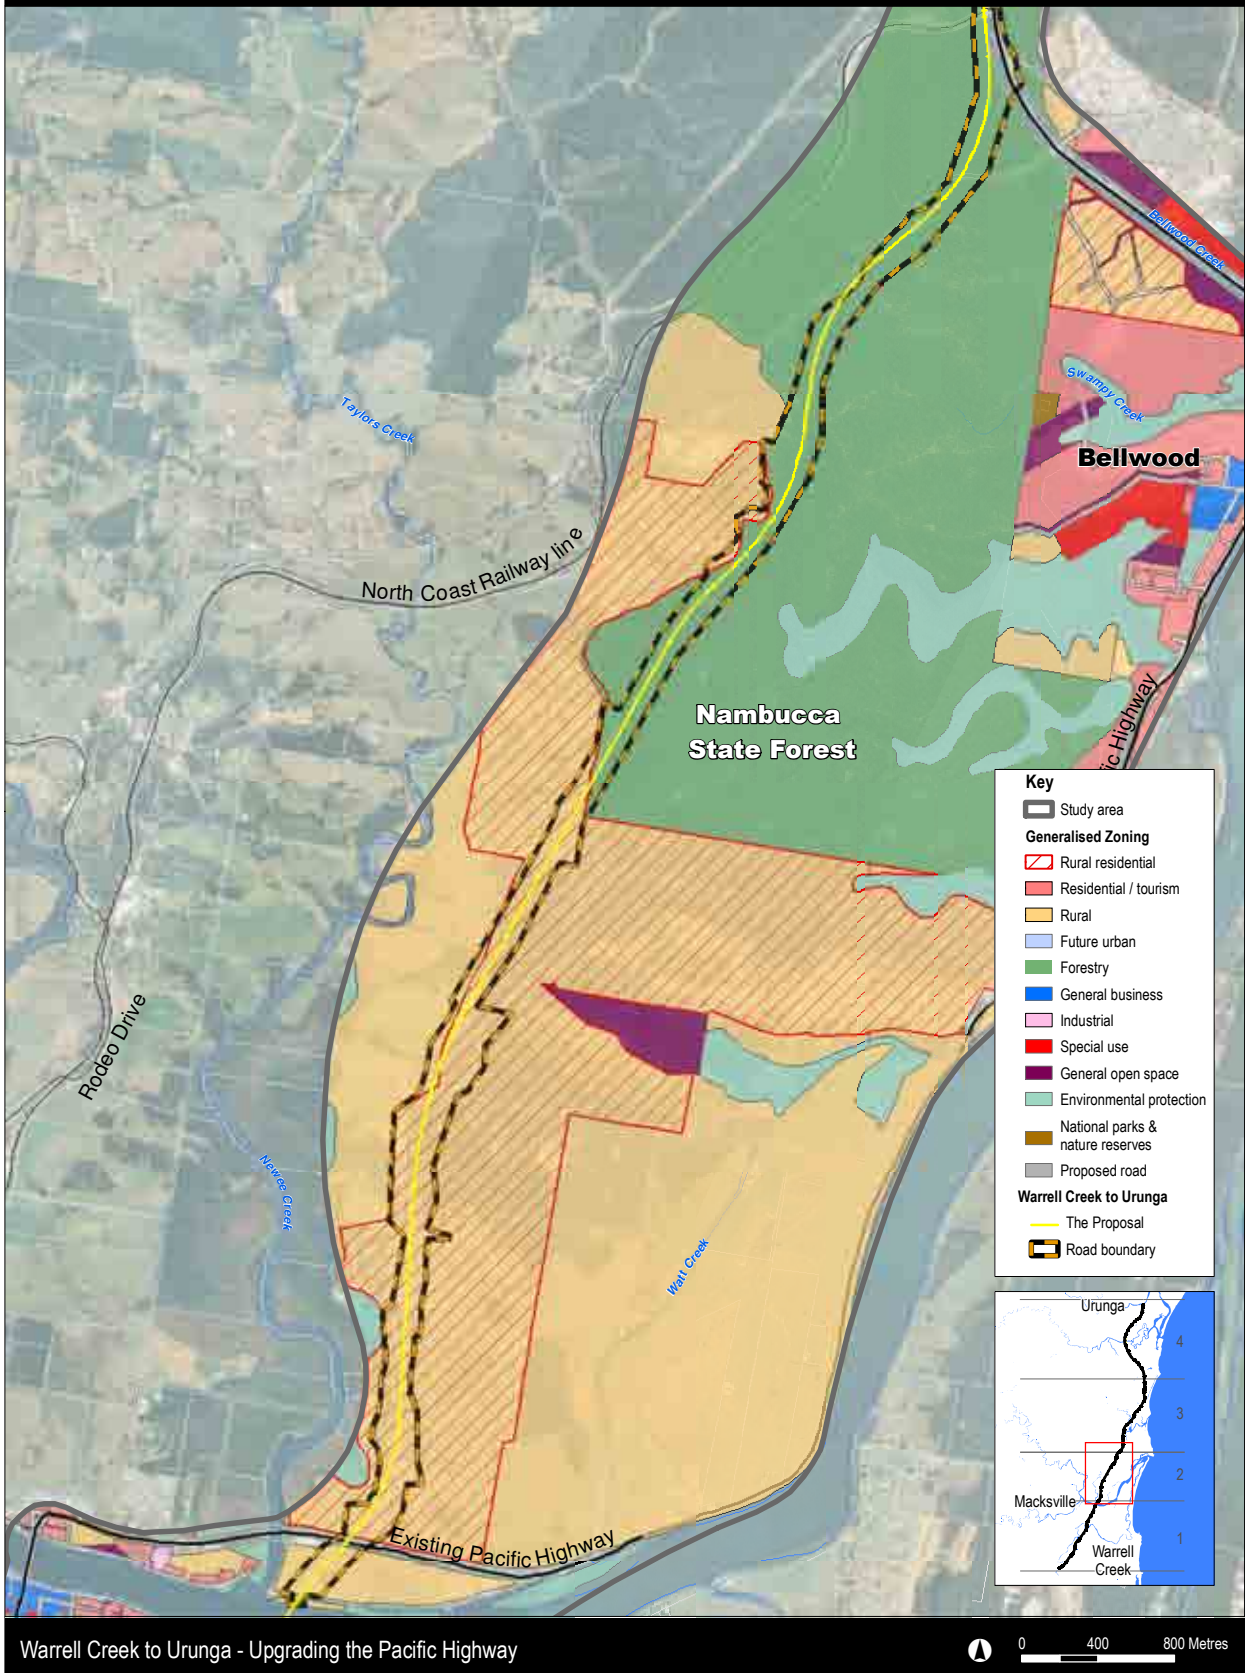 Bellwood Creek
Swampy Creek
Taylors Creek
Bellwood
North Coast Railway line
Nambucca
State Forest
fic Highway
Rodeo Drive
Newee Creek
Watt Creek
Existing Pacific Highway
Key
Study area
Generalised Zoning
Rural residential
Residential / tourism
Rural
Future urban
Forestry
General business
Industrial
Special use
General open space
Environmental protection
National parks &
nature reserves
Proposed road
Warrell Creek to Urunga
The Proposal
Road boundary
Urunga
4
3
2
Macksville
1
Warrell
Creek
Warrell Creek to Urunga - Upgrading the Pacific Highway
0 400 800 Metres